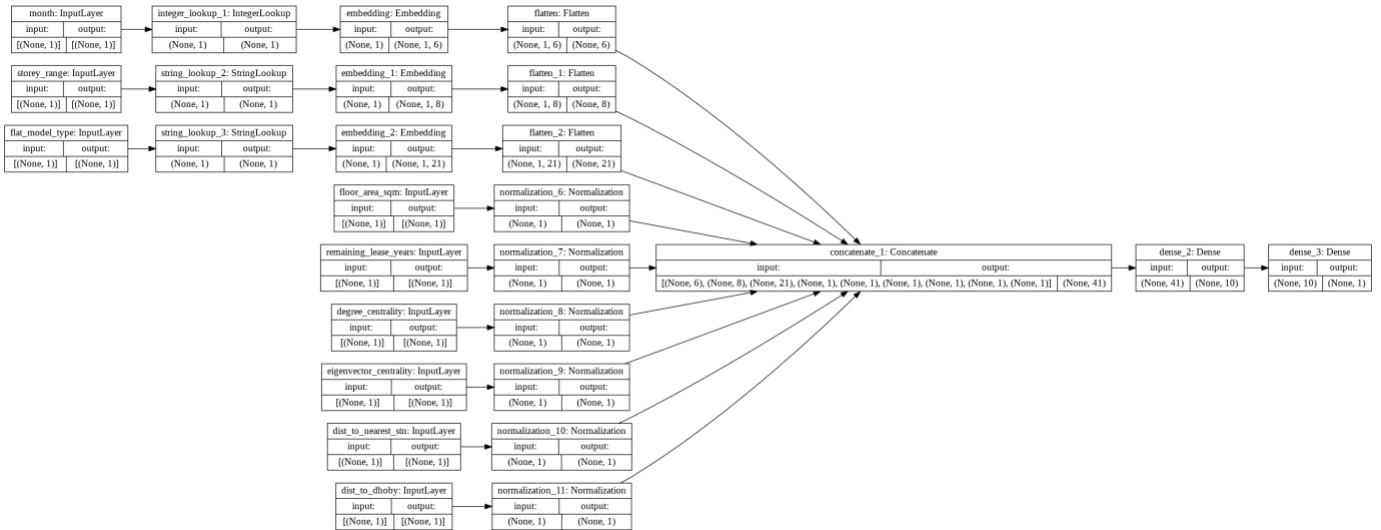 month: InputLayer
input: output:
[(None, 1)] [(None, 1)]
integer_lookup_1: IntegerLookup
input: output:
(None, 1) (None, 1)
embedding: Embedding
input: output:
(None, 1) (None, 1, 6)
flatten: Flatten
input: output:
(None, 1, 6) (None, 6)
storey_range: InputLayer
input: output:
[(None, 1)] [(None, 1)]
string_lookup_2: StringLookup
input: output:
(None, 1) (None, 1)
embedding_1: Embedding
input: output:
(None, 1) (None, 1, 8)
flatten_1: Flatten
input: output:
(None, 1, 8) (None, 8)
flat_model_type: InputLayer
input: output:
[(None, 1)] [(None, 1)]
string_lookup_3: StringLookup
input: output:
(None, 1) (None, 1)
embedding_2: Embedding
input: output:
(None, 1) (None, 1, 21)
flatten_2: Flatten
input: output:
(None, 1, 21) (None, 21)
floor_area_sqm: InputLayer
input: output:
[(None, 1)] [(None, 1)]
normalization_6: Normalization
input: output:
(None, 1) (None, 1)
remaining_lease_years: InputLayer
input: output:
[(None, 1)] [(None, 1)]
normalization_7: Normalization
input: output:
(None, 1) (None, 1)
concatenate_1: Concatenate
input: output:
[(None, 6), (None, 8), (None, 21), (None, 1), (None, 1), (None, 1), (None, 1), (None, 1), (None, 1)] (None, 41)
dense_2: Dense
input: output:
(None, 41) (None, 10)
dense_3: Dense
input: output:
(None, 10) (None, 1)
degree_centrality: InputLayer
input: output:
[(None, 1)] [(None, 1)]
normalization_8: Normalization
input: output:
(None, 1) (None, 1)
eigenvector_centrality: InputLayer
input: output:
[(None, 1)] [(None, 1)]
normalization_9: Normalization
input: output:
(None, 1) (None, 1)
dist_to_nearest_stn: InputLayer
input: output:
[(None, 1)] [(None, 1)]
normalization_10: Normalization
input: output:
(None, 1) (None, 1)
dist_to_dhoby: InputLayer
input: output:
[(None, 1)] [(None, 1)]
normalization_11: Normalization
input: output:
(None, 1) (None, 1)